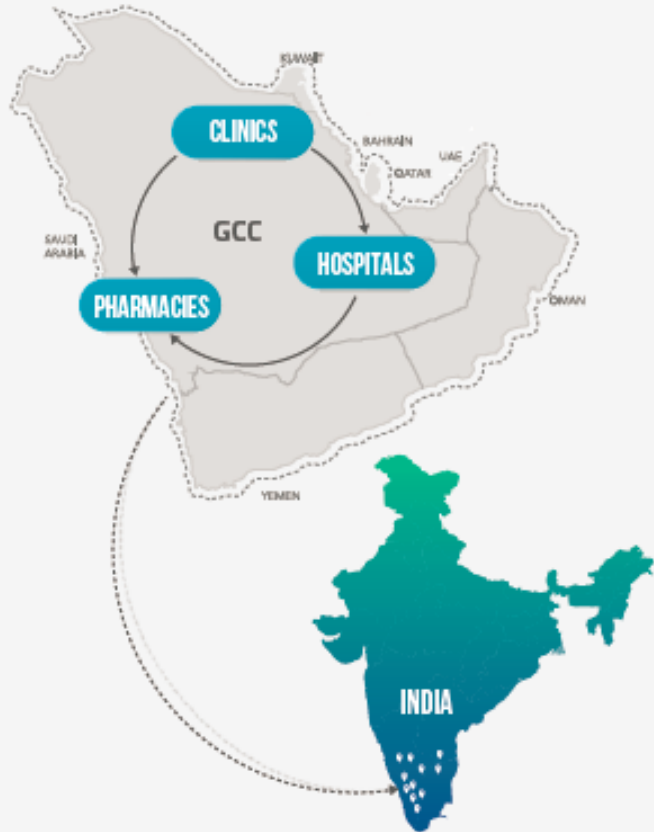 KUWAIT
CLINICS
BAHRAIN
UAE
QATAR
GCC
SAUDI
ARABIA
HOSPITALS
PHARMACIES
OMAN
YEMEN
INDIA